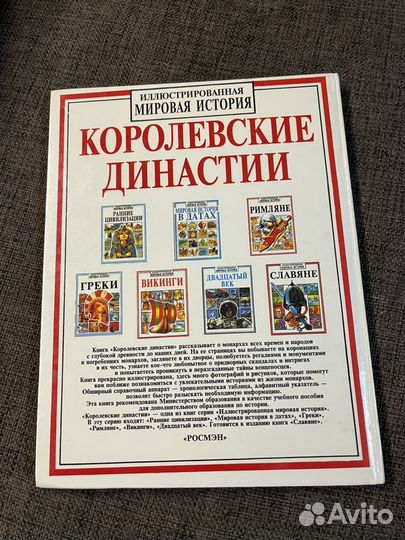 ИЛЛЮСТРИРОВАННАЯ
МИРОВАЯ ИСТОРИЯ
КОРОЛЕВСКИЕ
ДИНАСТИИ
РАННИЕ
ЦИВИЛИЗАЦИИ
МИРОВАЯ ИСТОРИЯ
В ДАТАХ
РИМЛЯНЕ
ГРЕКИ
ВИКИНГИ
ДВАДЦАТЫЙ
ВЕК
СЛАВЯНЕ
Книга «Королевские династии» рассказывает о монархах всех времен и народов
с глубокой древности до наших дней. На ее страницах вы побываете на коронациях
и погребениях монархов, заглянете в их дворцы, полюбуетесь регалиями и монументами
в их честь, узнаете кое-что любопытное о придворных скандалах и интригах
и попытаетесь проникнуть в неразгаданные тайны венценосцев.
Книга прекрасно иллюстрирована, здесь много фотографий и рисунков, которые помогут
вам поближе познакомиться с увлекательными историями из жизни монархов.
Обширный справочный аппарат — хронологическая таблица, алфавитный указатель —
позволит быстро разыскать необходимую информацию.
Эта книга рекомендована Министерством образования в качестве учебного пособия
для дополнительного образования по истории.
«Королевские династии» — одна из книг серии «Иллюстрированная мировая история».
В эту серию входят: «Ранние цивилизации», «Мировая история в датах», «Греки»,
«Римляне», «Викинги», «Двадцатый век». Готовится к изданию книга «Славяне».
«РОСМЭН»
Avito